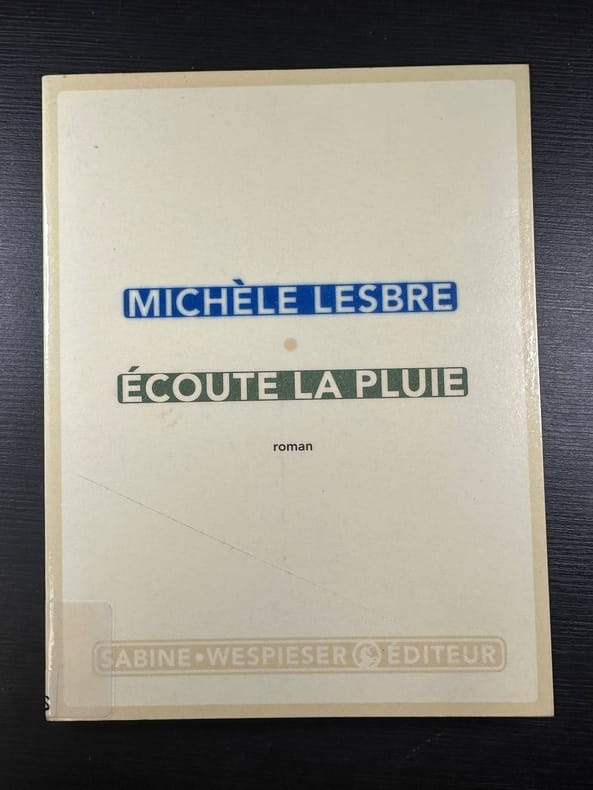 MICHÈLE LESBRE
ÉCOUTE LA PLUIE
roman
SABINE•WESPIESER ÉDITEUR
S